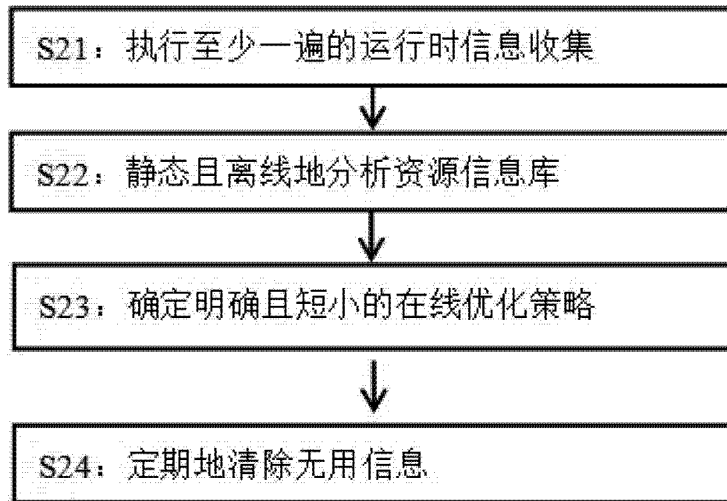 S21：执行至少一遍的运行时信息收集
S22：静态且离线地分析资源信息库
S23：确定明确且短小的在线优化策略
S24：定期地清除无用信息